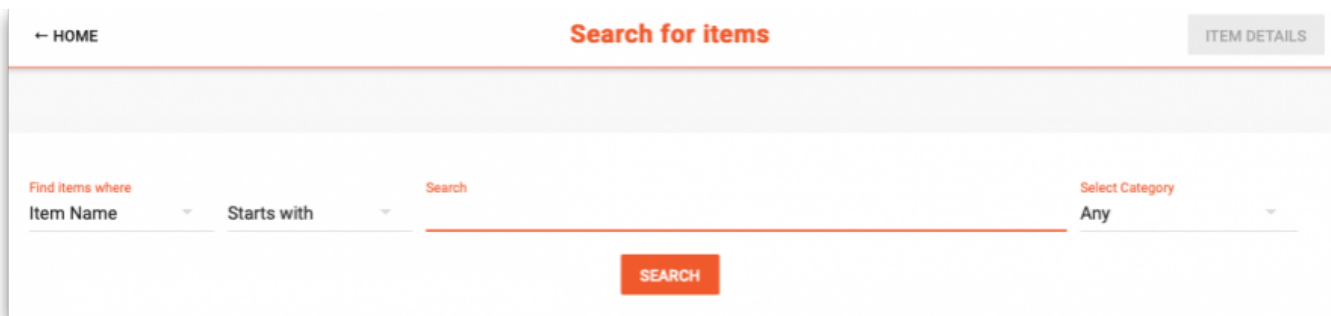 ← HOME
Search for items
ITEM DETAILS
Find items where
Search
Select Category
Item Name
Starts with
Any
SEARCH